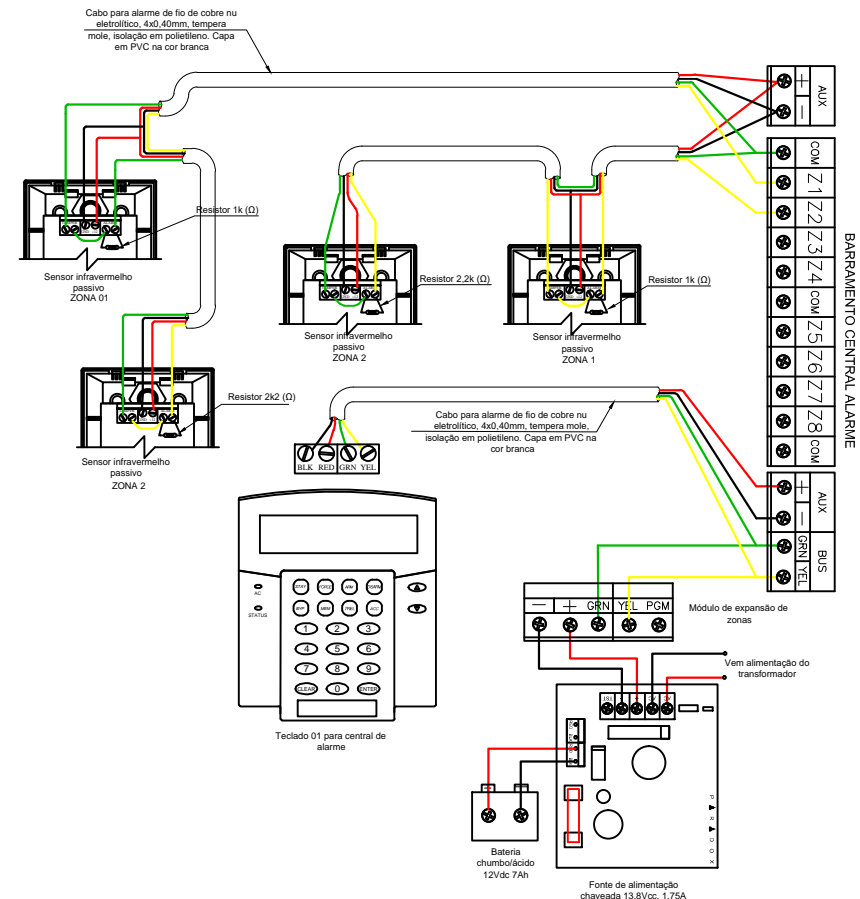 Cabo para alarme de fio de cobre nu
eletrolítico, 4x0,40mm, tempera
mole, isolação em polietileno. Capa
em PVC na cor branca
+
−
AUX
COM
Z1
Z2
Z3
Z4
COM
Z5
Z6
Z7
Z8
COM
BARRAMENTO CENTRAL ALARME
Resistor 1k (Ω)
Sensor infravermelho
passivo
ZONA 01
Resistor 2,2k (Ω)
Sensor infravermelho
passivo
ZONA 2
Resistor 1k (Ω)
Sensor infravermelho
passivo
ZONA 1
Resistor 2k2 (Ω)
Sensor infravermelho
passivo
ZONA 2
Cabo para alarme de fio de cobre nu
eletrolítico, 4x0,40mm, tempera mole,
isolação em polietileno. Capa em PVC na
cor branca
BLK RED GRN YEL
+
−
AUX
GRN
YEL
BUS
AC
STATUS
BYP MEM TRBL ACC
1 2 3
4 5 6
7 8 9
CLEAR 0 ENTER
Teclado 01 para central de
alarme
− + GRN YEL PGM
Módulo de expansão de
zonas
Vem alimentação do
transformador
TST - + AC AC
PARADOX
Bateria
chumbo/ácido
12Vdc 7Ah
Fonte de alimentação
chaveada 13,8Vcc, 1,75A